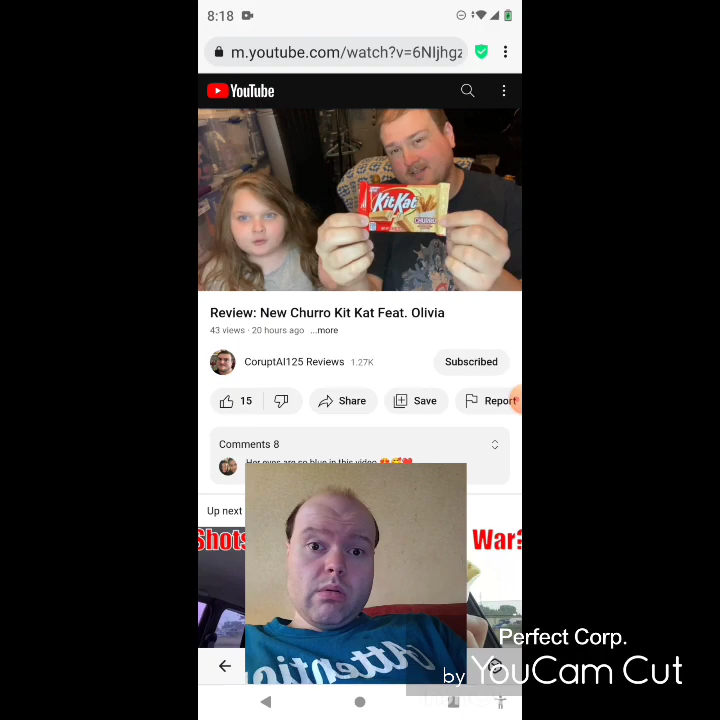 8:18
m.youtube.com/watch?v=6NIjhgz
YouTube
KitKat
CHURRO
Review: New Churro Kit Kat Feat. Olivia
43 views · 20 hours ago ...more
CoruptAI125 Reviews 1.27K
Subscribed
15
Share
Save
Report
Comments 8
Her eyes are so blue in this video 😍🥰❤️
Up next
Shots
War?
Attentio
Perfect Corp.
by YouCam Cut